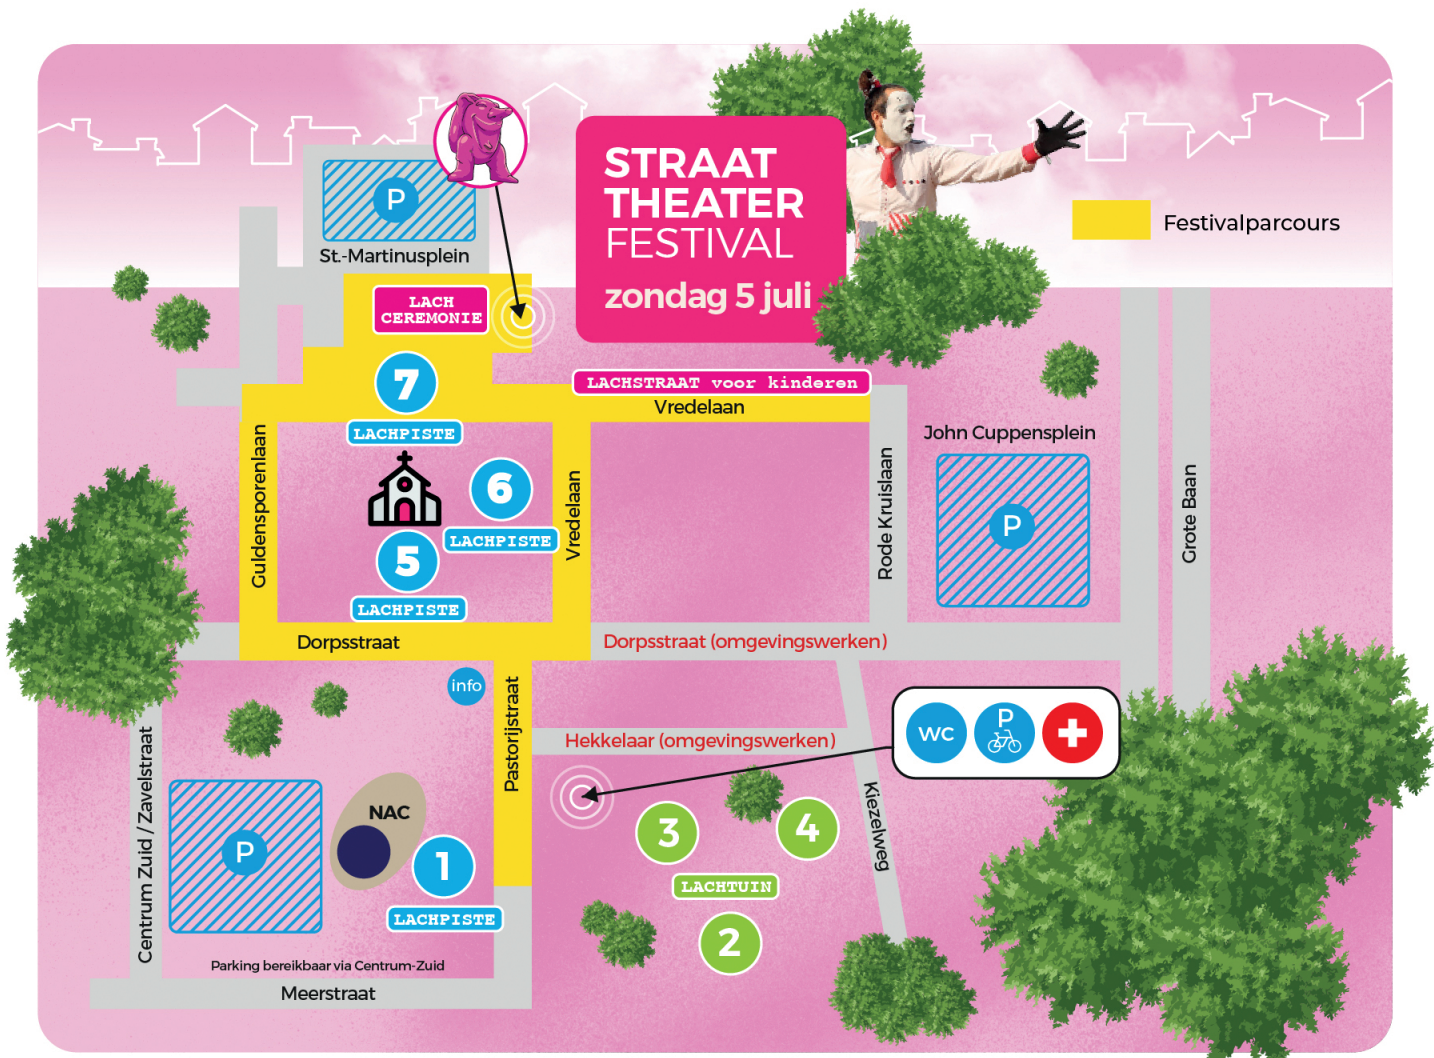 STRAAT
THEATER
FESTIVAL
zondag 5 juli
Festivalparcours
P
St.-Martinusplein
LACH
CEREMONIE
7
LACHPISTE
LACHSTRAAT voor kinderen
Vredelaan
John Cuppensplein
P
Guldensporenlaan
6
LACHPISTE
5
LACHPISTE
Vredelaan
Rode Kruislaan
Grote Baan
Dorpsstraat
Dorpsstraat (omgevingswerken)
info
Pastorijstraat
Hekkelaar (omgevingswerken)
wc
P
Centrum Zuid / Zavelstraat
P
NAC
1
LACHPISTE
3
4
LACHTUIN
2
Kiezelweg
Parking bereikbaar via Centrum-Zuid
Meerstraat